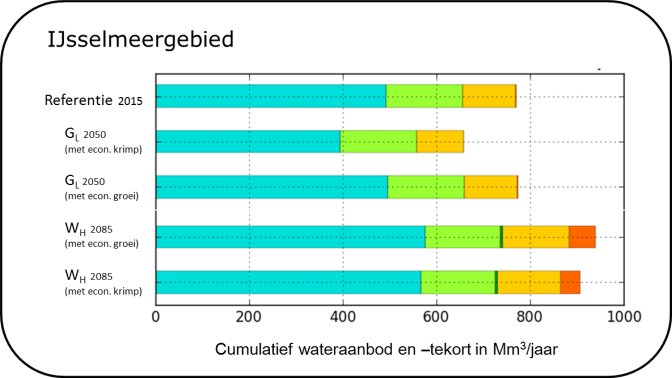 IJsselmeergebied
Referentie 2015
GL 2050
(met econ. krimp)
GL 2050
(met econ. groei)
WH 2085
(met econ. groei)
WH 2085
(met econ. krimp)
0 200 400 600 800 1000
Cumulatief wateraanbod en –tekort in Mm³/jaar